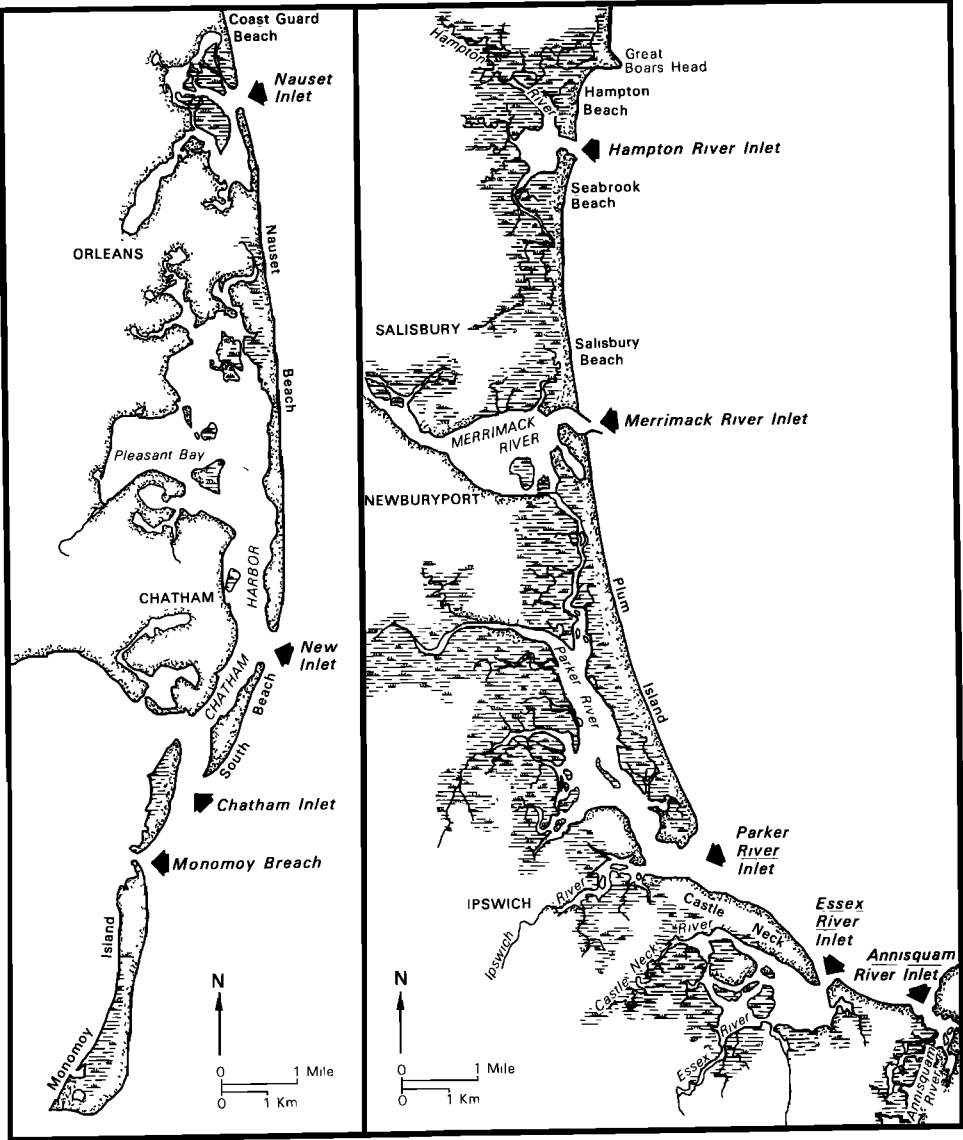 Coast Guard
Beach
Nauset
Inlet
ORLEANS
Nauset
Beach
Pleasant Bay
HARBOR
CHATHAM
New
Inlet
CHATHAM
Beach
South
Chatham Inlet
Monomoy Breach
Island
Monomoy
N
0 1 Mile
0 1 Km
Hampton
River
Great
Boars Head
Hampton
Beach
Hampton River Inlet
Seabrook
Beach
SALISBURY
Salisbury
Beach
Merrimack River Inlet
MERRIMACK
RIVER
NEWBURYPORT
Plum
Island
Parker
River
Parker
River
Inlet
IPSWICH
Ipswich
River
Castle
Neck
Castle Neck
River
Essex
River
Inlet
Annisquam
River Inlet
Essex
River
Annisquam
River
N
0 1 Mile
0 1 Km